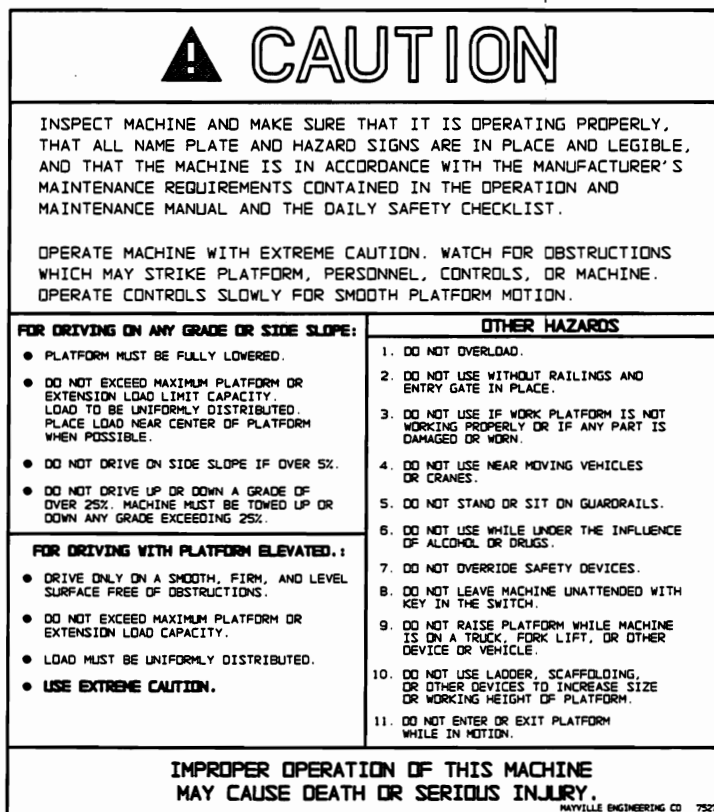 CAUTION
INSPECT MACHINE AND MAKE SURE THAT IT IS OPERATING PROPERLY,
THAT ALL NAME PLATE AND HAZARD SIGNS ARE IN PLACE AND LEGIBLE,
AND THAT THE MACHINE IS IN ACCORDANCE WITH THE MANUFACTURER'S
MAINTENANCE REQUIREMENTS CONTAINED IN THE OPERATION AND
MAINTENANCE MANUAL AND THE DAILY SAFETY CHECKLIST.
OPERATE MACHINE WITH EXTREME CAUTION. WATCH FOR OBSTRUCTIONS
WHICH MAY STRIKE PLATFORM, PERSONNEL, CONTROLS, OR MACHINE.
OPERATE CONTROLS SLOWLY FOR SMOOTH PLATFORM MOTION.
FOR DRIVING ON ANY GRADE OR SIDE SLOPE:
● PLATFORM MUST BE FULLY LOWERED.
● DO NOT EXCEED MAXIMUM PLATFORM OR
EXTENSION LOAD LIMIT CAPACITY.
LOAD TO BE UNIFORMLY DISTRIBUTED.
PLACE LOAD NEAR CENTER OF PLATFORM
WHEN POSSIBLE.
● DO NOT DRIVE ON SIDE SLOPE IF OVER 5%.
● DO NOT DRIVE UP OR DOWN A GRADE OF
OVER 25%. MACHINE MUST BE TOWED UP OR
DOWN ANY GRADE EXCEEDING 25%.
FOR DRIVING WITH PLATFORM ELEVATED.:
● DRIVE ONLY ON A SMOOTH, FIRM, AND LEVEL
SURFACE FREE OF OBSTRUCTIONS.
● DO NOT EXCEED MAXIMUM PLATFORM OR
EXTENSION LOAD CAPACITY.
● LOAD MUST BE UNIFORMLY DISTRIBUTED.
● USE EXTREME CAUTION.
OTHER HAZARDS
1. DO NOT OVERLOAD.
2. DO NOT USE WITHOUT RAILINGS AND
ENTRY GATE IN PLACE.
3. DO NOT USE IF WORK PLATFORM IS NOT
WORKING PROPERLY OR IF ANY PART IS
DAMAGED OR WORN.
4. DO NOT USE NEAR MOVING VEHICLES
OR CRANES.
5. DO NOT STAND OR SIT ON GUARDRAILS.
6. DO NOT USE WHILE UNDER THE INFLUENCE
OF ALCOHOL OR DRUGS.
7. DO NOT OVERRIDE SAFETY DEVICES.
8. DO NOT LEAVE MACHINE UNATTENDED WITH
KEY IN THE SWITCH.
9. DO NOT RAISE PLATFORM WHILE MACHINE
IS ON A TRUCK, FORK LIFT, OR OTHER
DEVICE OR VEHICLE.
10. DO NOT USE LADDER, SCAFFOLDING,
OR OTHER DEVICES TO INCREASE SIZE
OR WORKING HEIGHT OF PLATFORM.
11. DO NOT ENTER OR EXIT PLATFORM
WHILE IN MOTION.
IMPROPER OPERATION OF THIS MACHINE
MAY CAUSE DEATH OR SERIOUS INJURY.
MAYVILLE ENGINEERING CO